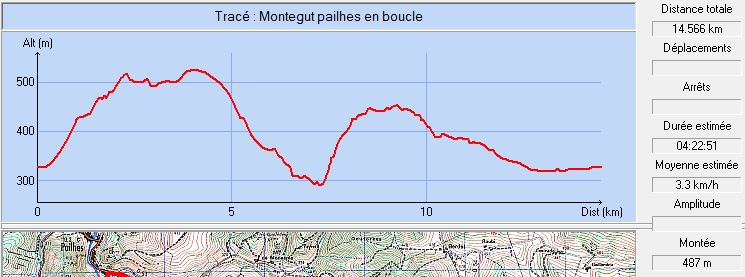 Tracé : Montegut pailhes en boucle
Alt (m)
500
400
300
0
5
10
Dist (km)
Distance totale
14.566 km
Déplacements
Arrêts
Durée estimée
04:22:51
Moyenne estimée
3.3 km/h
Amplitude
Montée
487 m
Pailhès